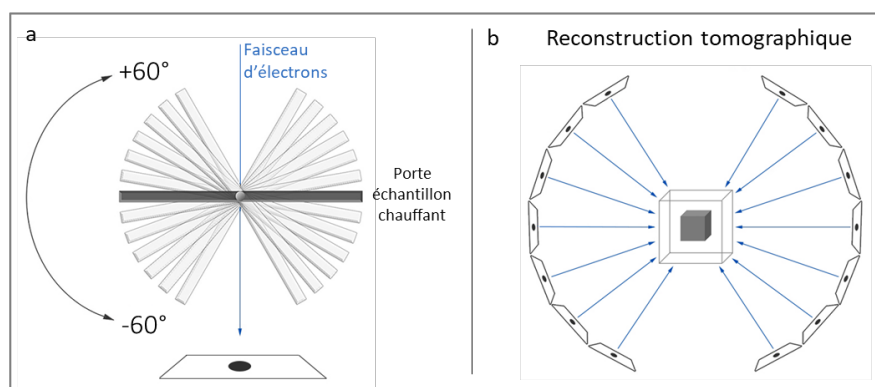 a
Faisceau
d'électrons
+60°
-60°
Porte
échantillon
chauffant
b
Reconstruction tomographique